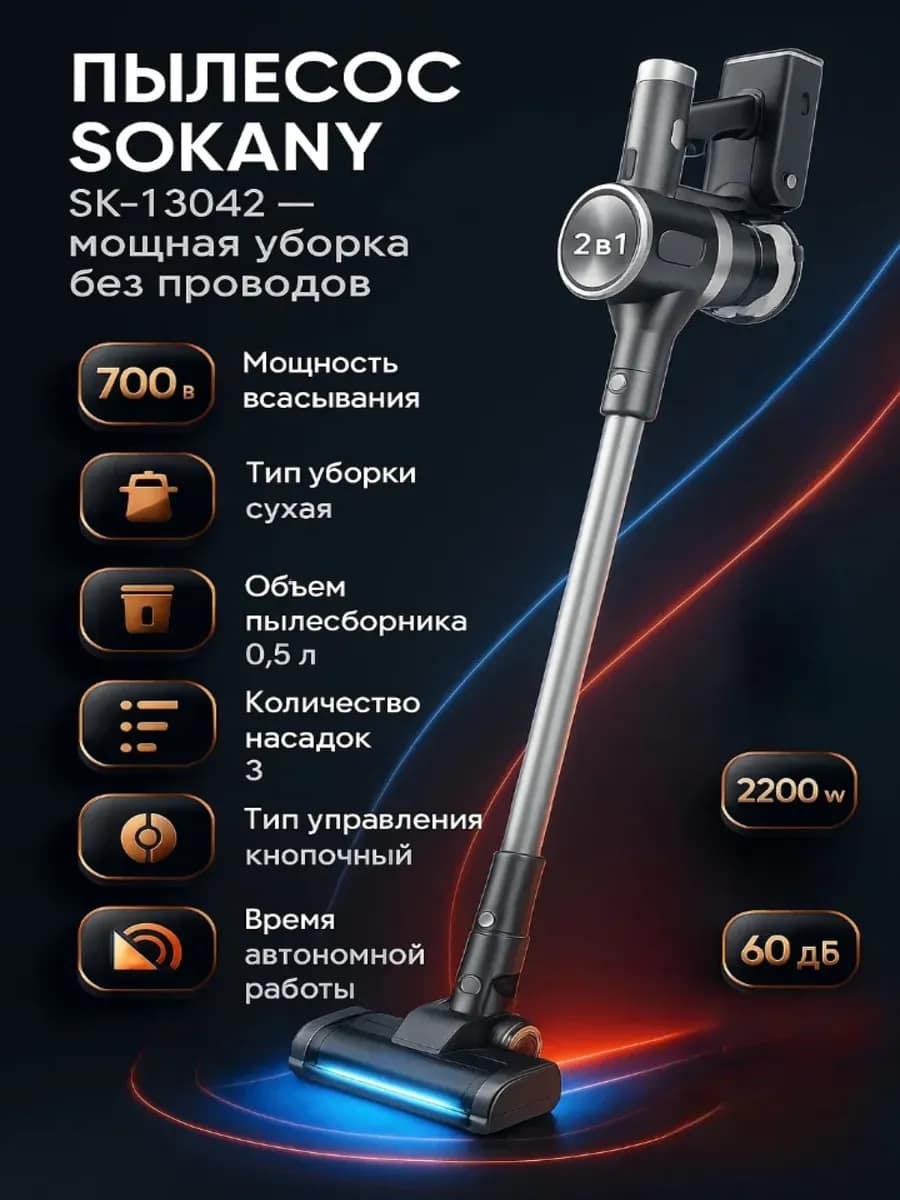 ПЫЛЕСОС
SOKANY
SK-13042 —
мощная уборка
без проводов
2 в 1
700 В
Мощность
всасывания
Тип уборки
сухая
Объем
пылесборника
0,5 л
Количество
насадок
3
Тип управления
кнопочный
Время
автономной
работы
2200 w
60 дБ